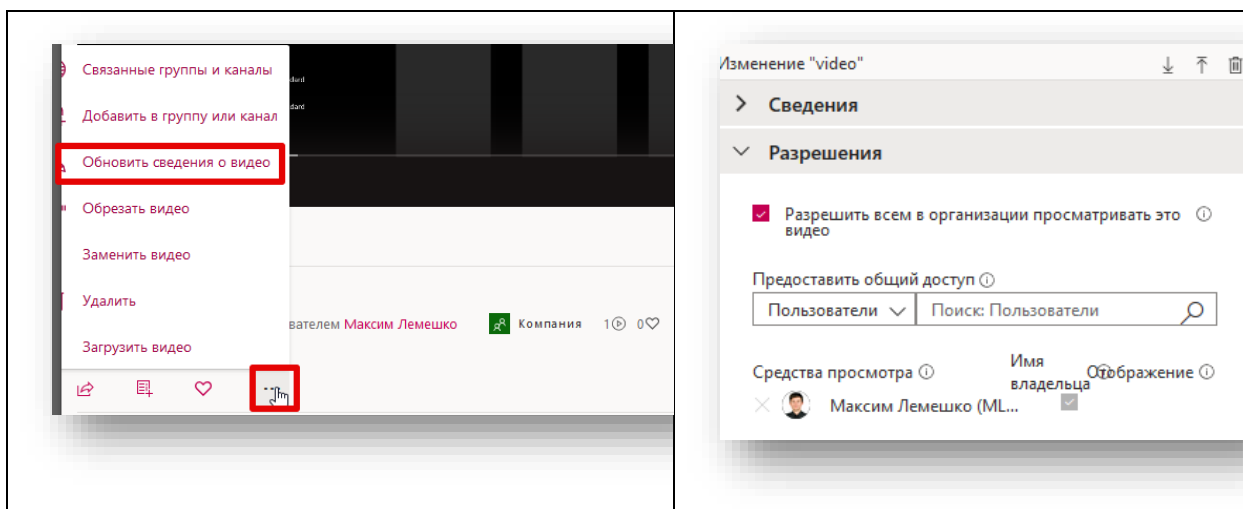 Связанные группы и каналы
Добавить в группу или канал
Обновить сведения о видео
Обрезать видео
Заменить видео
Удалить
Загрузить видео
вателем Максим Лемешко Компания 1 0
Изменение "video"
Сведения
Разрешения
Разрешить всем в организации просматривать это
видео
Предоставить общий доступ
Пользователи Поиск: Пользователи
Средства просмотра Имя
владельца Отображение
Максим Лемешко (ML...